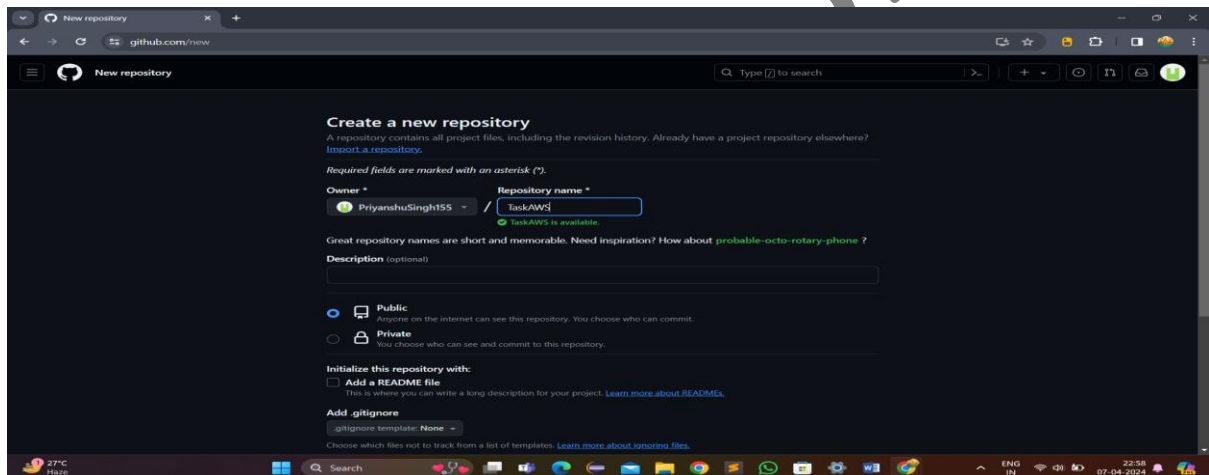 New repository
github.com/new
New repository
Type / to search
Create a new repository
A repository contains all project files, including the revision history. Already have a project repository elsewhere?
Import a repository.
Required fields are marked with an asterisk (*).
Owner * Repository name *
PriyanshuSingh155 / TaskAWS
TaskAWS is available.
Great repository names are short and memorable. Need inspiration? How about probable-octo-rotary-phone ?
Description (optional)
Public
Anyone on the internet can see this repository. You choose who can commit.
Private
You choose who can see and commit to this repository.
Initialize this repository with:
Add a README file
This is where you can write a long description for your project. Learn more about READMEs.
Add .gitignore
.gitignore template: None
Choose which files not to track from a list of templates. Learn more about ignoring files.
27°C
Haze
Search
ENG
IN
22:58
07-04-2024